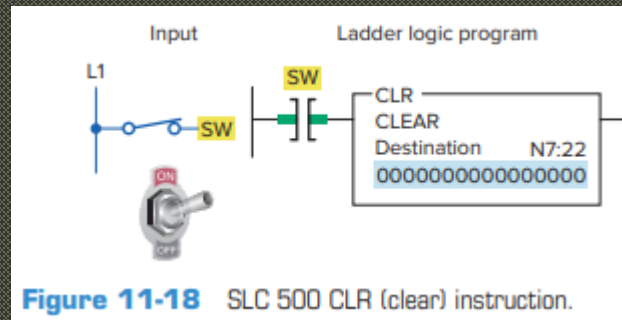 Input
Ladder logic program
L1
SW
SW
ON
OFF
CLR
CLEAR
Destination N7:22
0000000000000000
Figure 11-18 SLC 500 CLR (clear) instruction.